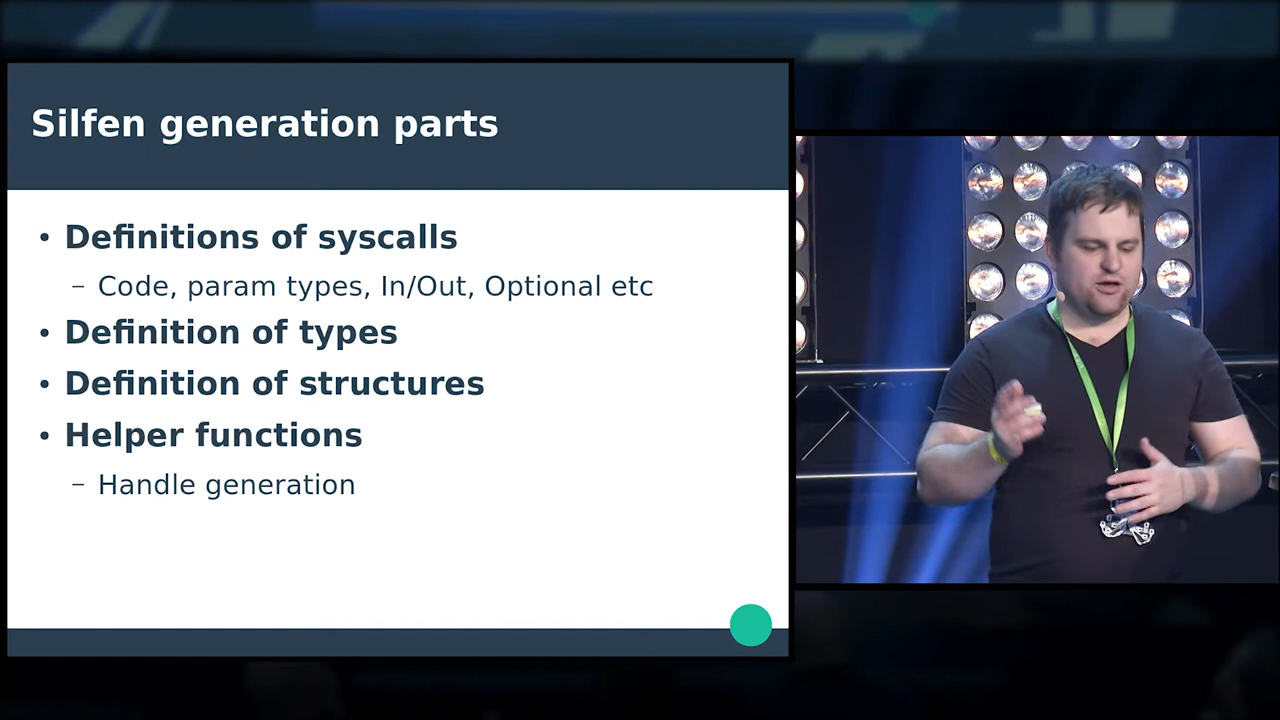 Silfen generation parts
• Definitions of syscalls
– Code, param types, In/Out, Optional etc
• Definition of types
• Definition of structures
• Helper functions
– Handle generation